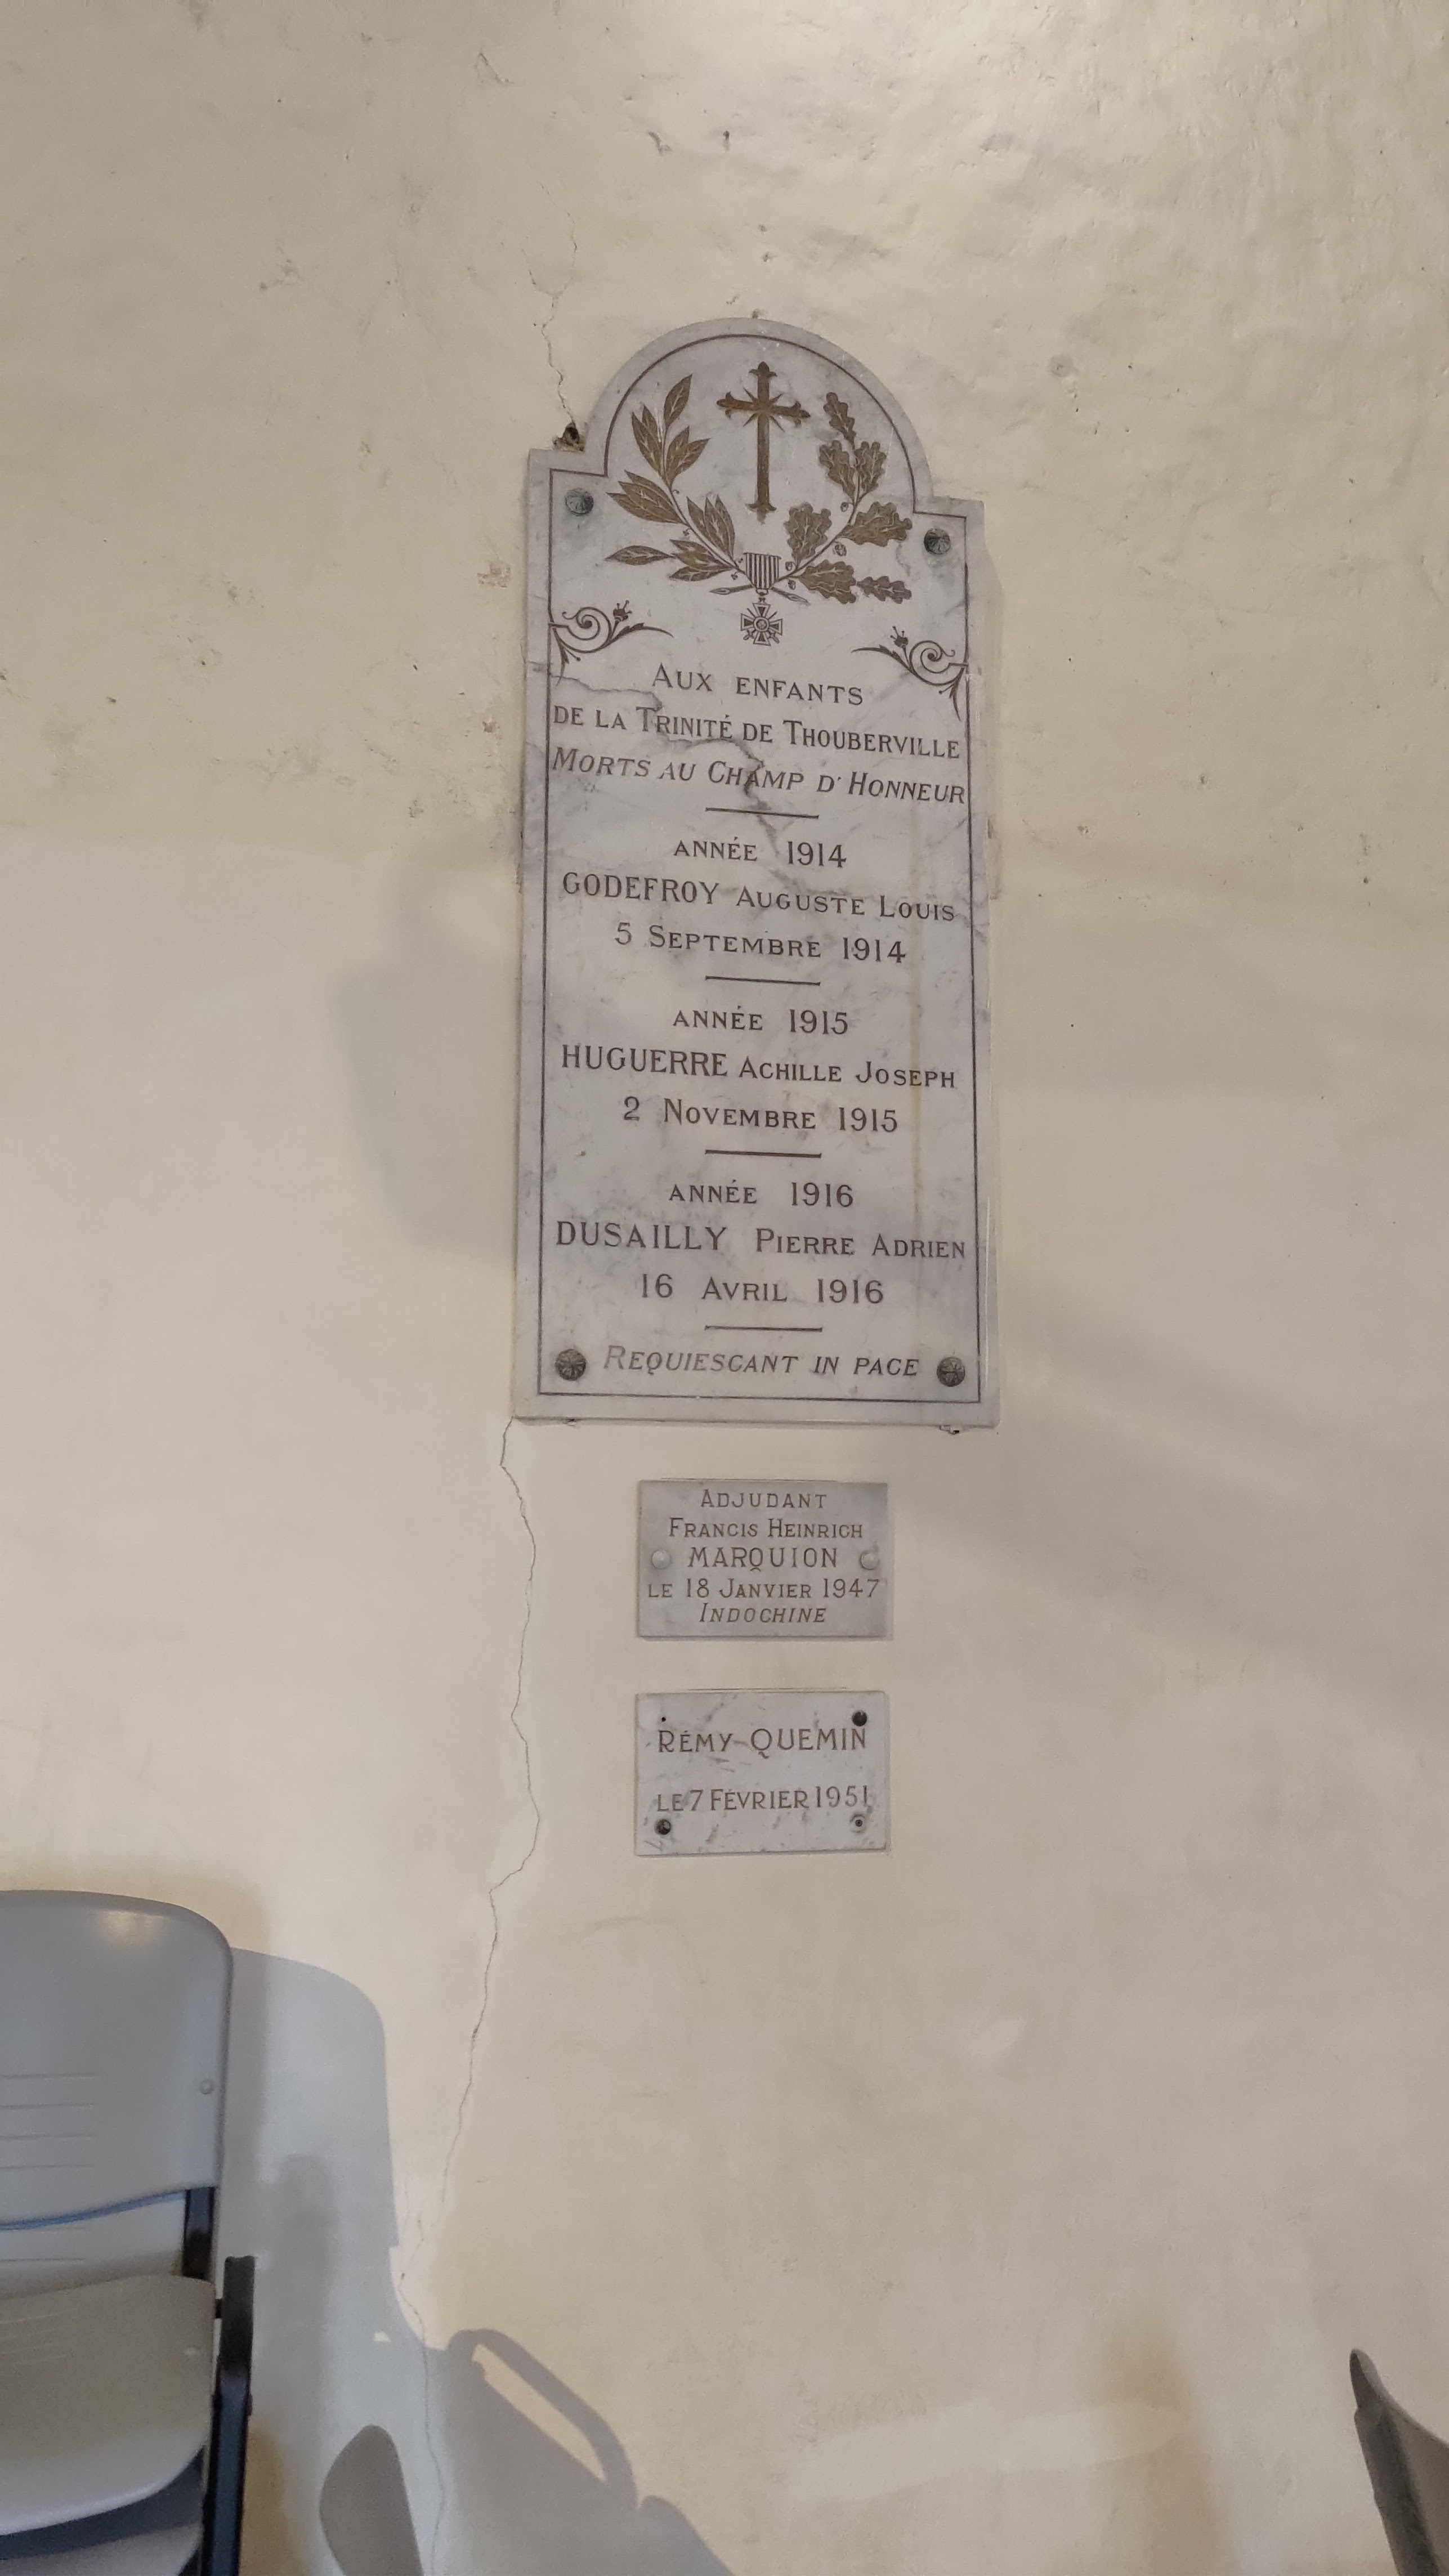 AUX ENFANTS
DE LA TRINITÉ DE THOUBERVILLE
MORTS AU CHAMP D'HONNEUR
ANNÉE 1914
GODEFROY AUGUSTE LOUIS
5 SEPTEMBRE 1914
ANNÉE 1915
HUGUERRE ACHILLE JOSEPH
2 NOVEMBRE 1915
ANNÉE 1916
DUSAILLY PIERRE ADRIEN
16 AVRIL 1916
REQUIESCANT IN PACE
ADJUDANT
FRANCIS HEINRICH
MARQUION
LE 18 JANVIER 1947
INDOCHINE
RÉMY QUEMIN
LE 7 FÉVRIER 1951